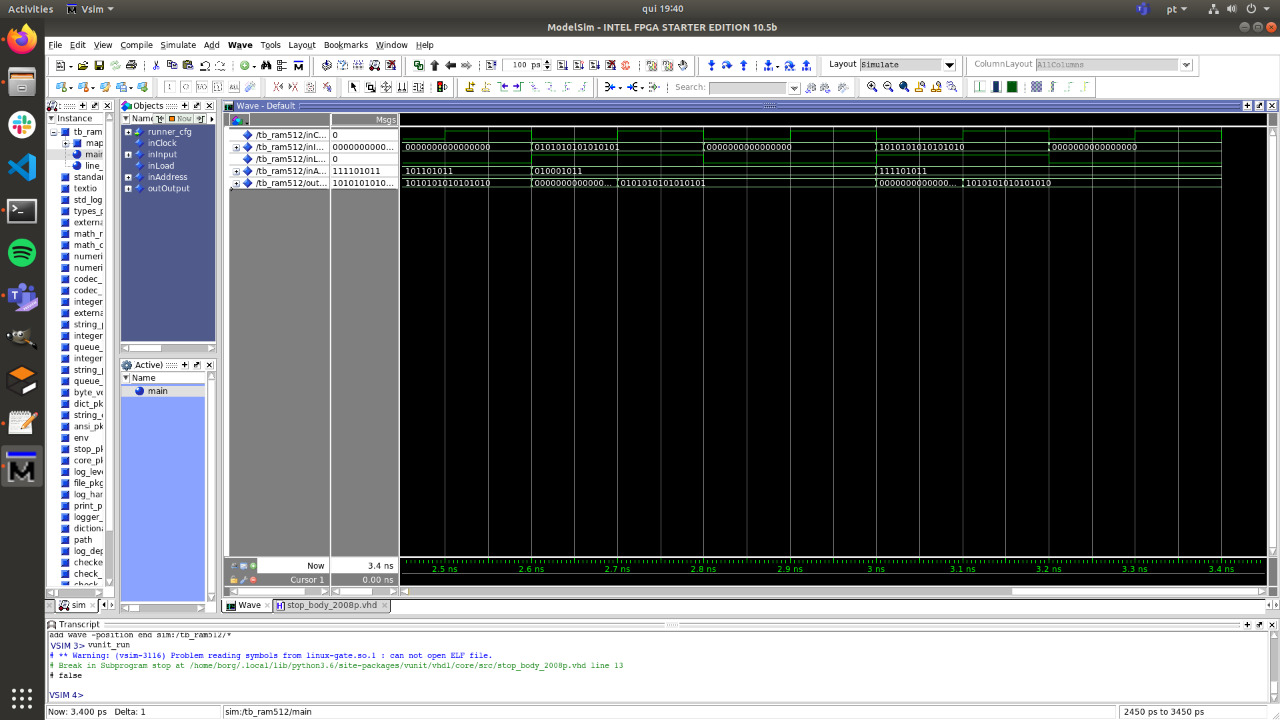 Activities Vsim qui 19:40 pt
ModelSim - INTEL FPGA STARTER EDITION 10.5b
File Edit View Compile Simulate Add Wave Tools Layout Bookmarks Window Help
100 ps Layout Simulate ColumnLayout AllColumns
Search:
Objects Wave - Default
Instance Name Now Msgs
tb_ram
map
main
line_
standar
textio
std_log
types_p
external
math_r
math_c
numeri
numeri
codec_
codec_
integer
externa
string_p
integer
queue_
integer
string_p
queue_
byte_ve
dict_pk
string_o
ansi_pk
env
stop_pk
core_pk
log_leve
file_pkg
log_han
print_p
logger_
dictiona
path
log_dep
checke
check_
runner_cfg
inClock
inInput
inLoad
inAddress
outOutput
Active)
Name
main
/tb_ram512/inC... 0
/tb_ram512/inI... 0000000000... 0000000000000000 0101010101010101 0000000000000000 1010101010101010 0000000000000000
/tb_ram512/inL... 0
/tb_ram512/inA... 111101011 101101011 010001011 111101011
/tb_ram512/out... 1010101010... 1010101010101010 0000000000000... 0101010101010101 0000000000000... 1010101010101010
Now 3.4 ns 2.5 ns 2.6 ns 2.7 ns 2.8 ns 2.9 ns 3 ns 3.1 ns 3.2 ns 3.3 ns 3.4 ns
Cursor 1 0.00 ns
sim Wave stop_body_2008p.vhd
Transcript
add wave -position end sim:/tb_ram512/*
VSIM 3> vunit_run
# ** Warning: (vsim-3116) Problem reading symbols from linux-gate.so.1 : can not open ELF file.
# Break in Subprogram stop at /home/borg/.local/lib/python3.6/site-packages/vunit/vhdl/core/src/stop_body_2008p.vhd line 13
# false
VSIM 4>
Now: 3.400 ps Delta: 1 sim:/tb_ram512/main 2450 ps to 3450 ps